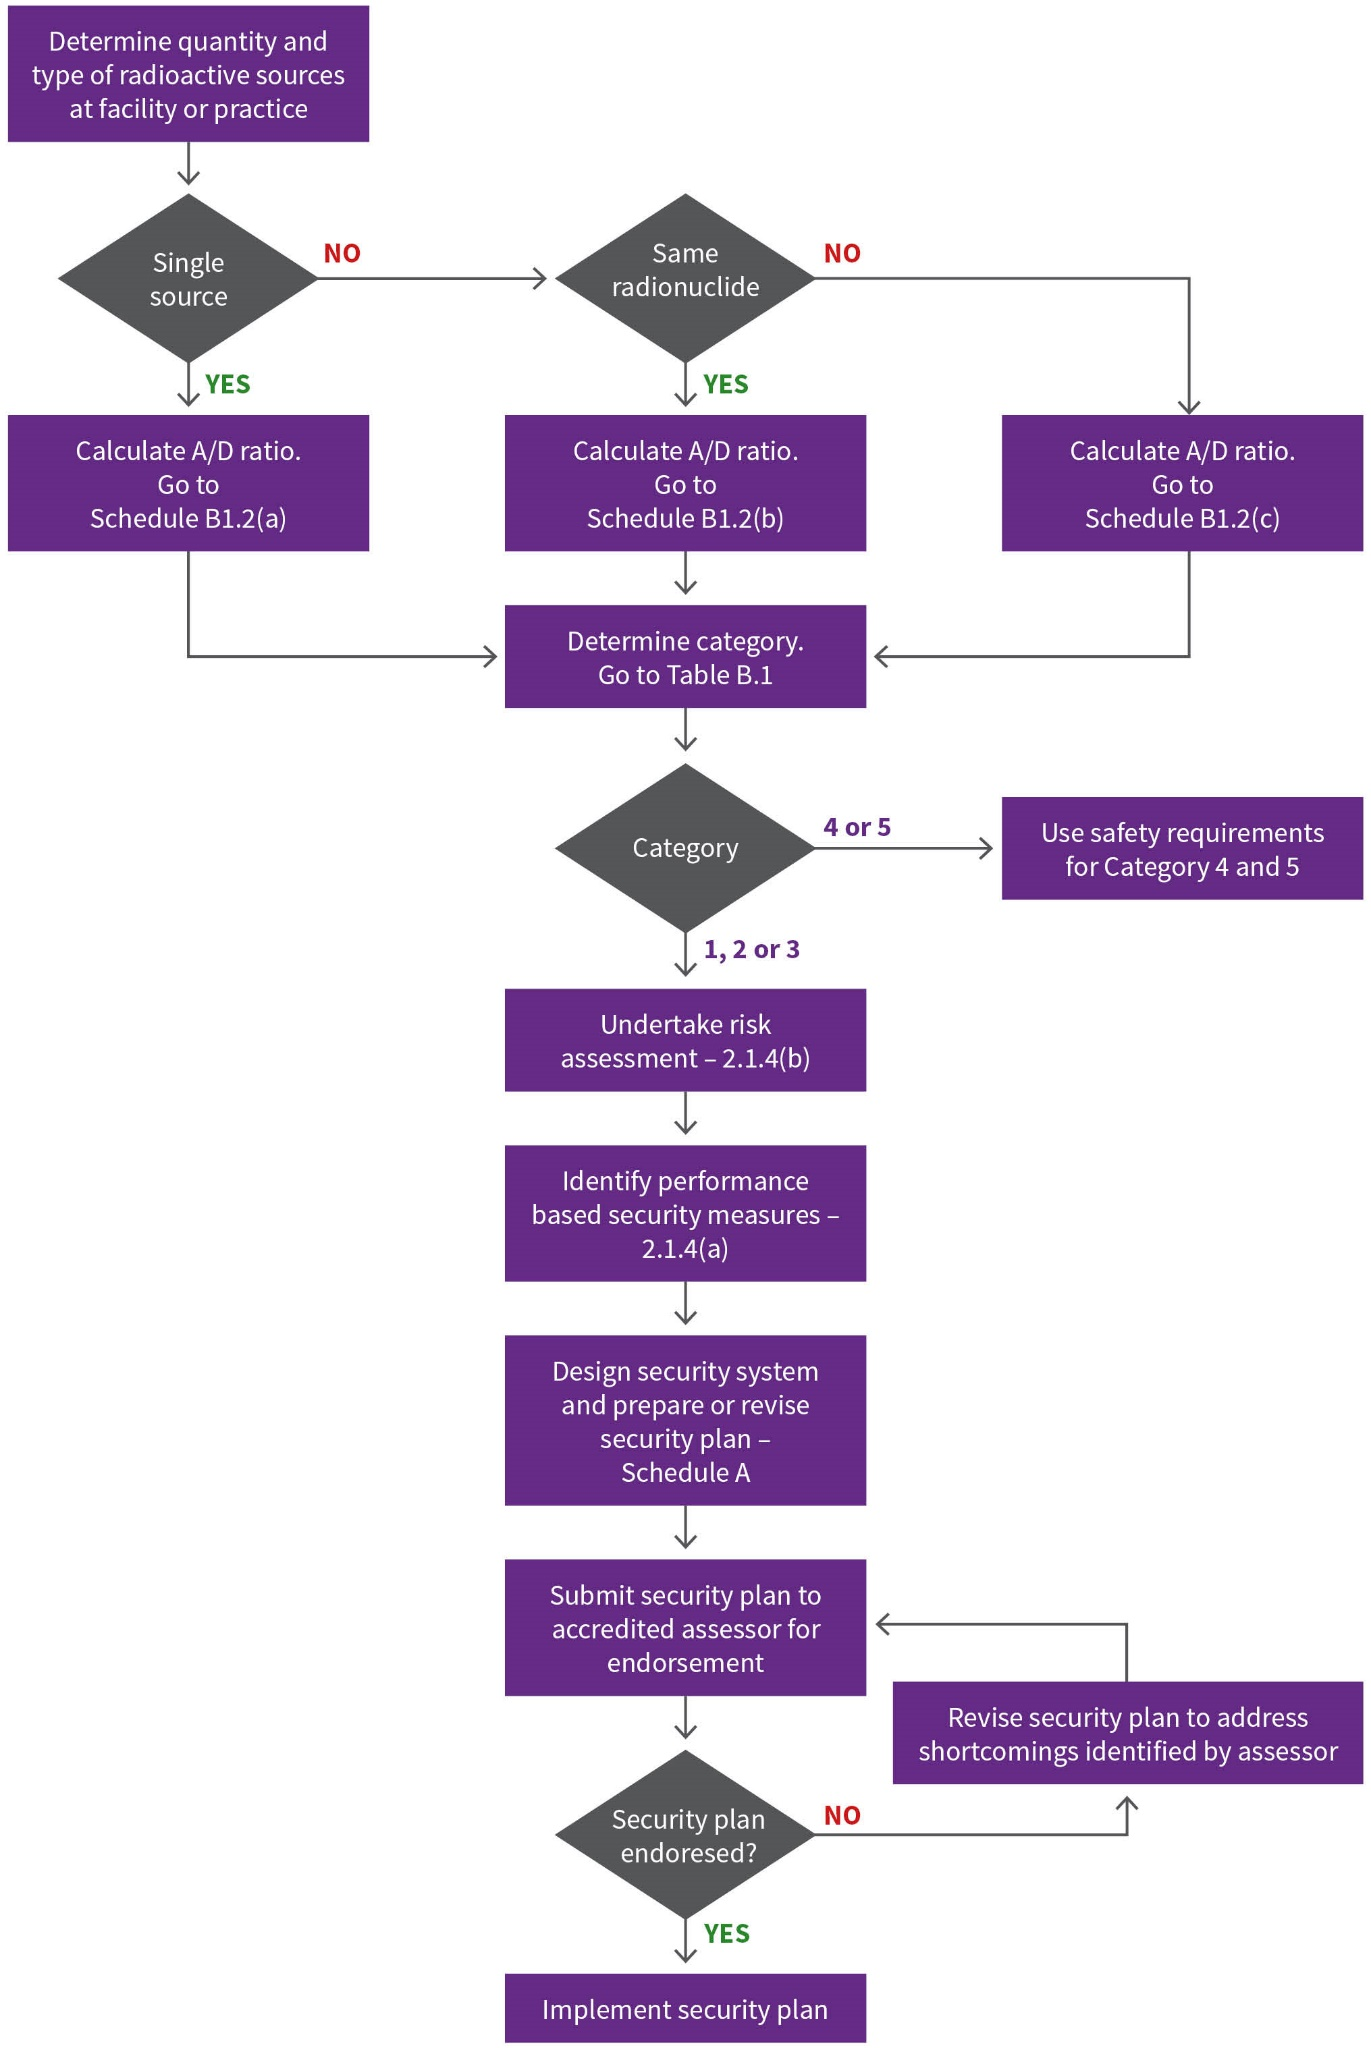 Determine quantity and
type of radioactive sources
at facility or practice
Single
source
NO
Same
radionuclide
NO
YES
YES
Calculate A/D ratio.
Go to
Schedule B1.2(a)
Calculate A/D ratio.
Go to
Schedule B1.2(b)
Calculate A/D ratio.
Go to
Schedule B1.2(c)
Determine category.
Go to Table B.1
Category
4 or 5
Use safety requirements
for Category 4 and 5
1, 2 or 3
Undertake risk
assessment – 2.1.4(b)
Identify performance
based security measures –
2.1.4(a)
Design security system
and prepare or revise
security plan –
Schedule A
Submit security plan to
accredited assessor for
endorsement
Revise security plan to address
shortcomings identified by assessor
Security plan
endoresed?
NO
YES
Implement security plan